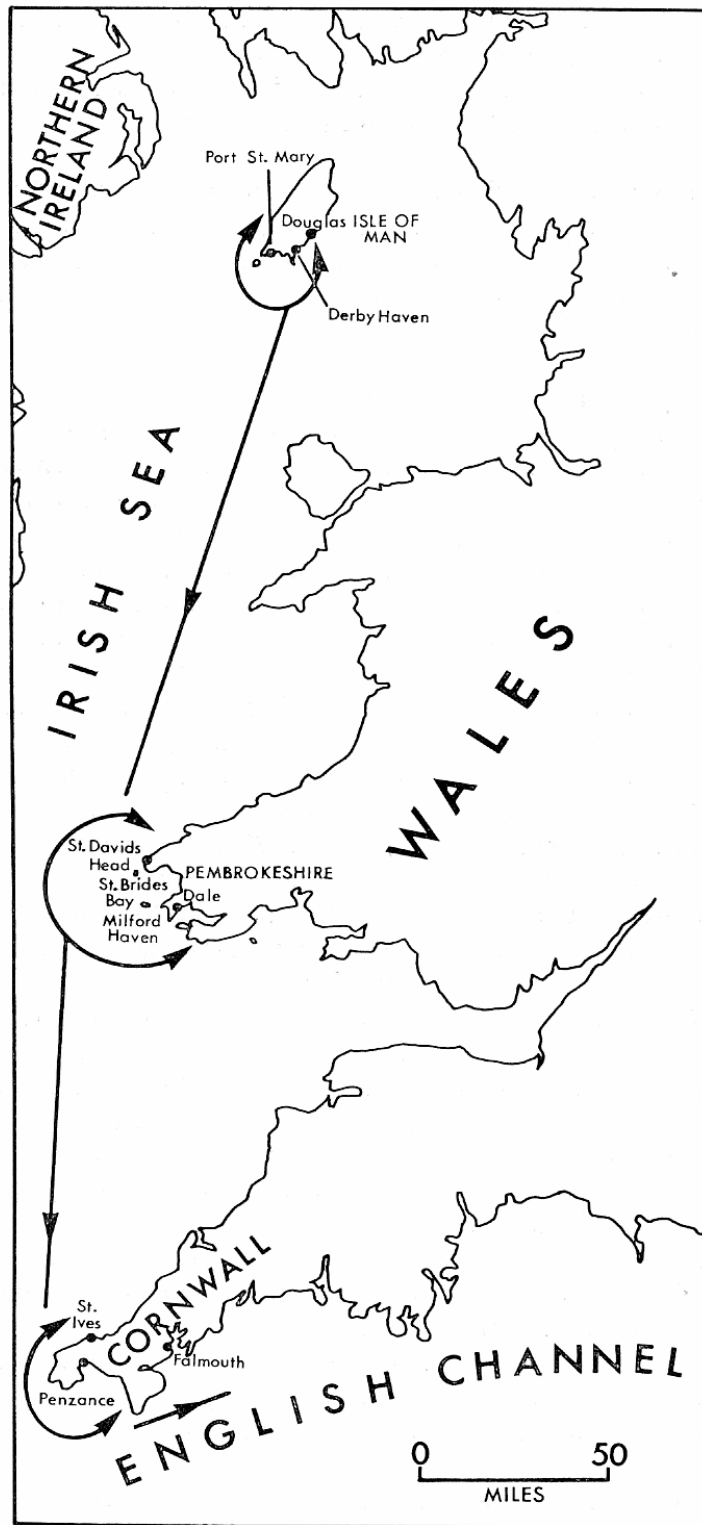 NORTHERN
IRELAND
Port St. Mary
Douglas ISLE OF
MAN
Derby Haven
IRISH SEA
WALES
St. Davids
Head
PEMBROKESHIRE
St. Brides
Bay
Dale
Milford
Haven
CORNWALL
St.
Ives
Falmouth
Penzance
ENGLISH CHANNEL
0 50
MILES